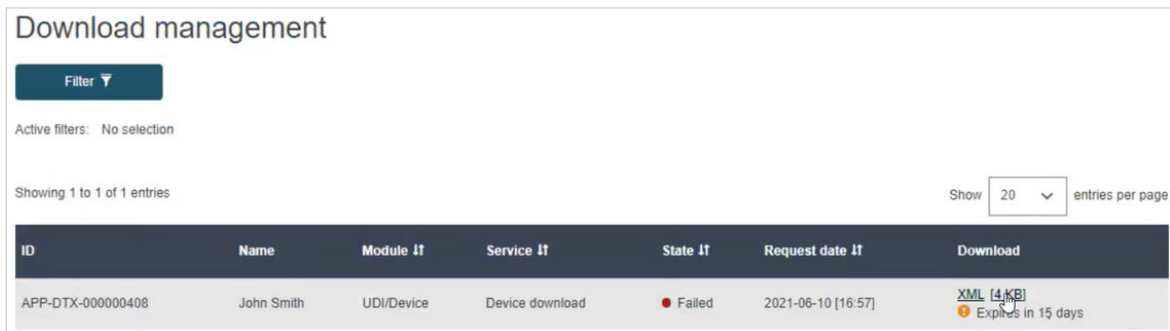 Download management
Filter
Active filters: No selection
Showing 1 to 1 of 1 entries
Show 20 entries per page
ID Name Module Service State Request date Download
APP-DTX-000000408 John Smith UDI/Device Device download Failed 2021-06-10 [16:57] XML [4 KB]
Expires in 15 days